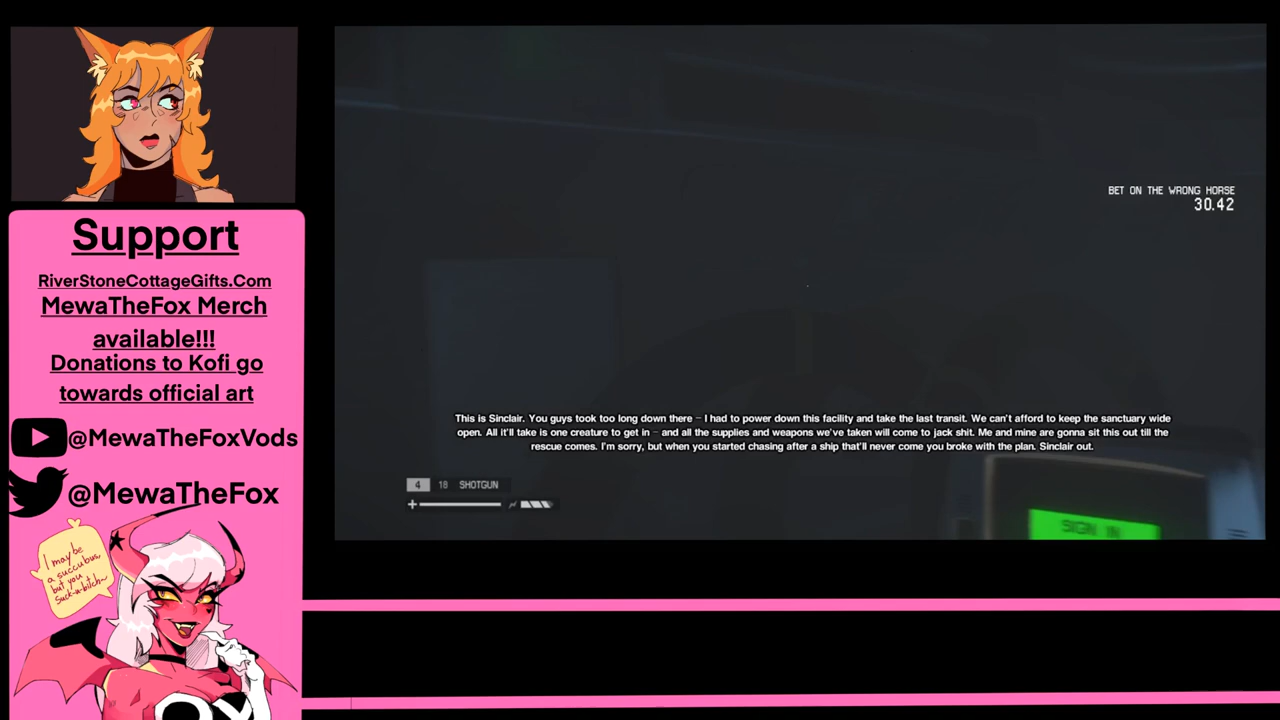 Support
RiverStoneCottageGifts.Com
MewaTheFox Merch
available!!!
Donations to Kofi go
towards official art
@MewaTheFoxVods
@MewaTheFox
I may be
a succubus,
but you
suck-a-bitch~
BET ON THE WRONG HORSE
30.42
This is Sinclair. You guys took too long down there – I had to power down this facility and take the last transit. We can't afford to keep the sanctuary wide
open. All it'll take is one creature to get in – and all the supplies and weapons we've taken will come to jack shit. Me and mine are gonna sit this out till the
rescue comes. I'm sorry, but when you started chasing after a ship that'll never come you broke with the plan. Sinclair out.
4 18 SHOTGUN
SIGN IN